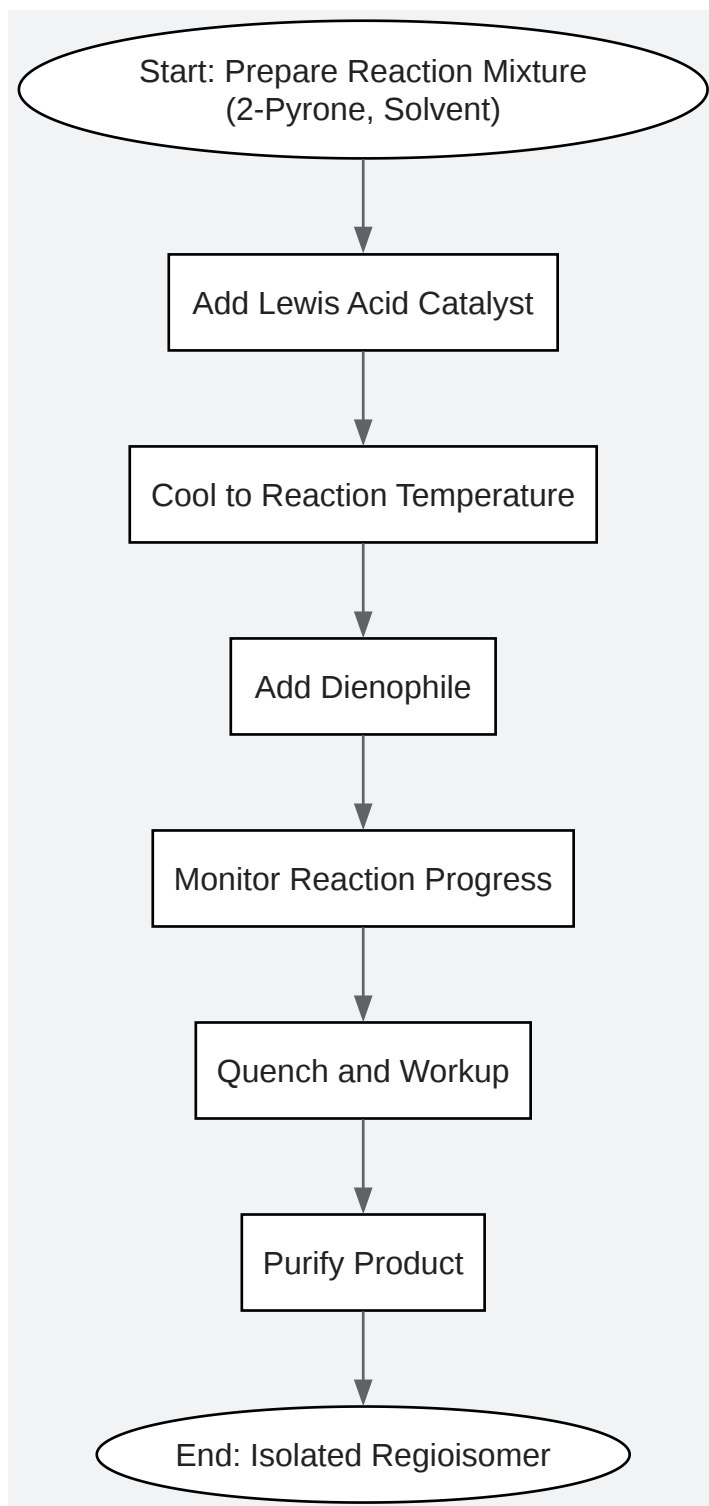 Start: Prepare Reaction Mixture
(2-Pyrone, Solvent)
Add Lewis Acid Catalyst
Cool to Reaction Temperature
Add Dienophile
Monitor Reaction Progress
Quench and Workup
Purify Product
End: Isolated Regioisomer